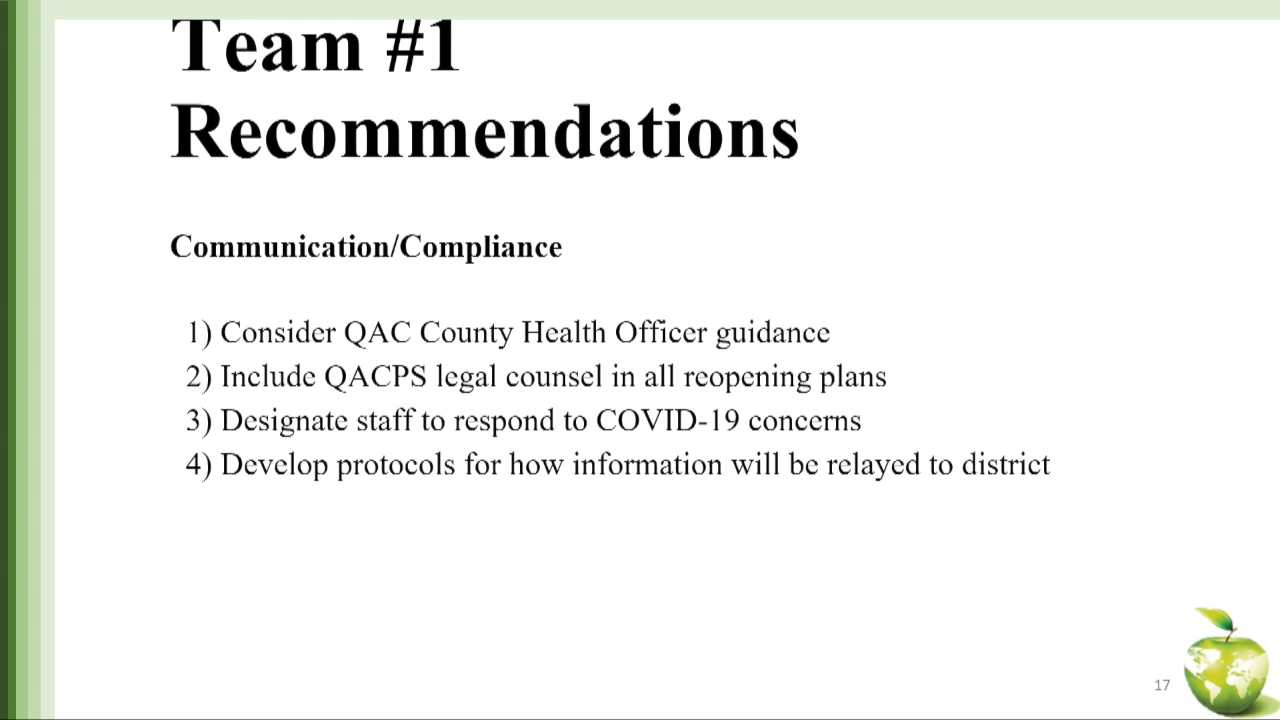 Team #1
Recommendations
Communication/Compliance
1) Consider QAC County Health Officer guidance
2) Include QACPS legal counsel in all reopening plans
3) Designate staff to respond to COVID-19 concerns
4) Develop protocols for how information will be relayed to district
17